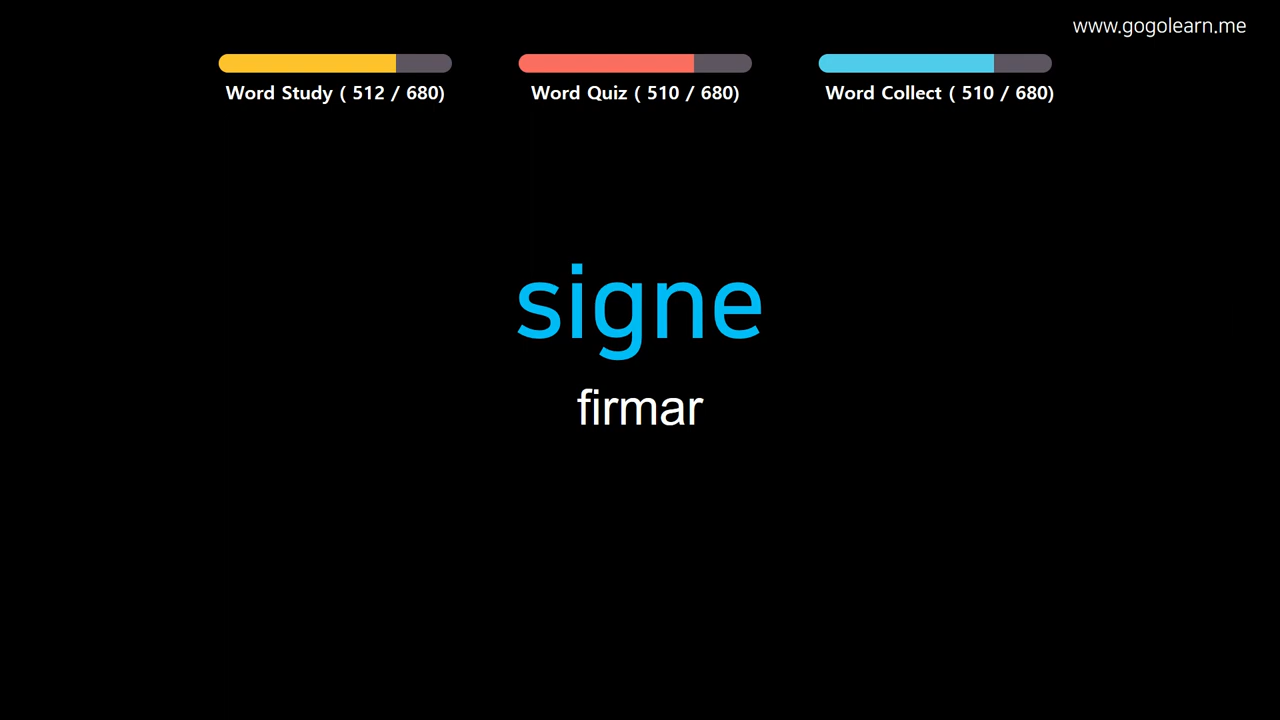 www.gogolearn.me
Word Study ( 512 / 680)
Word Quiz ( 510 / 680)
Word Collect ( 510 / 680)
signe
firmar